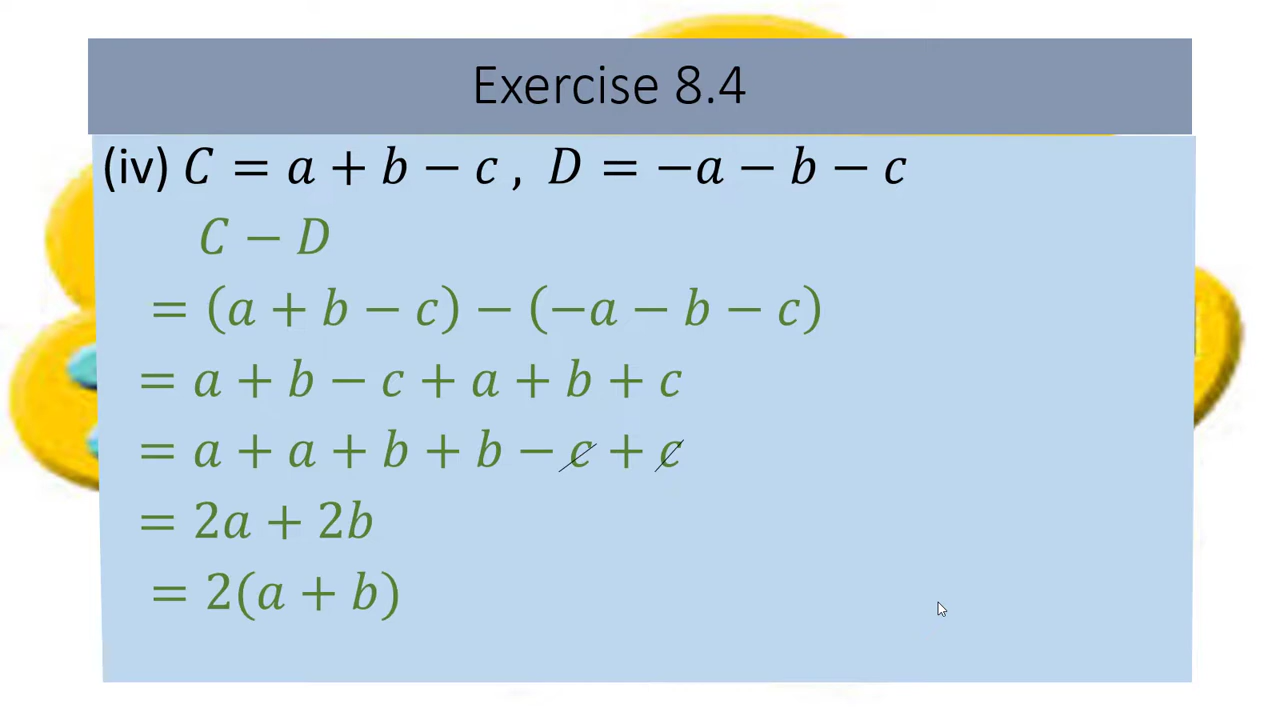 Exercise 8.4
(iv) C = a + b − c , D = −a − b − c
C − D
= (a + b − c) − (−a − b − c)
= a + b − c + a + b + c
= a + a + b + b − c + c
= 2a + 2b
= 2(a + b)